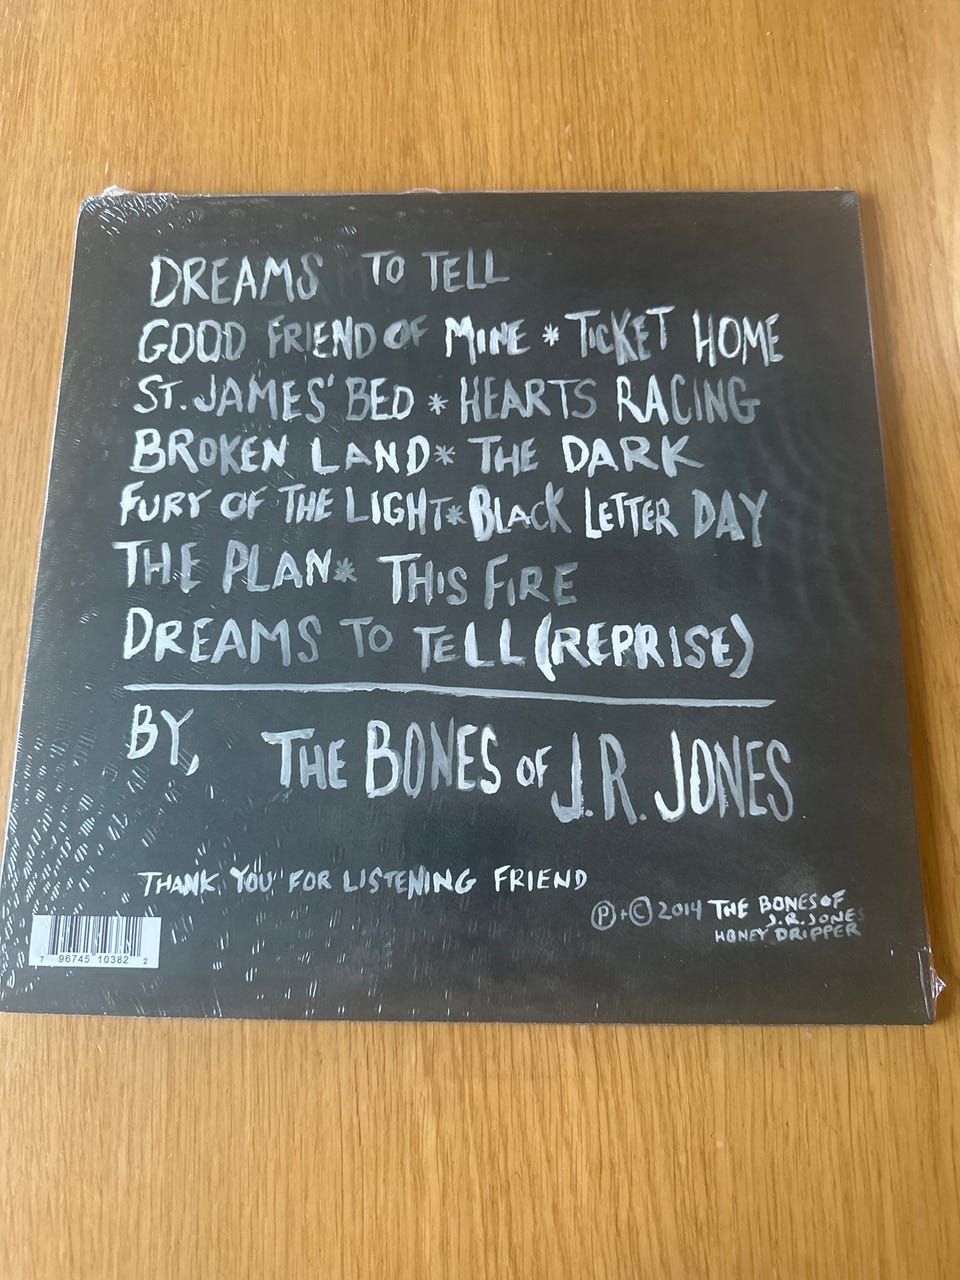 DREAMS TO TELL
GOOD FRIEND OF MINE * TICKET HOME
ST. JAMES' BED * HEARTS RACING
BROKEN LAND * THE DARK
FURY OF THE LIGHT * BLACK LETTER DAY
THE PLAN * THIS FIRE
DREAMS TO TELL (REPRISE)
BY, THE BONES OF J.R. JONES
THANK YOU FOR LISTENING FRIEND
Ⓟ + © 2014 THE BONES OF
J.R. JONES
HONEY DRIPPER
7 96745 10382 2